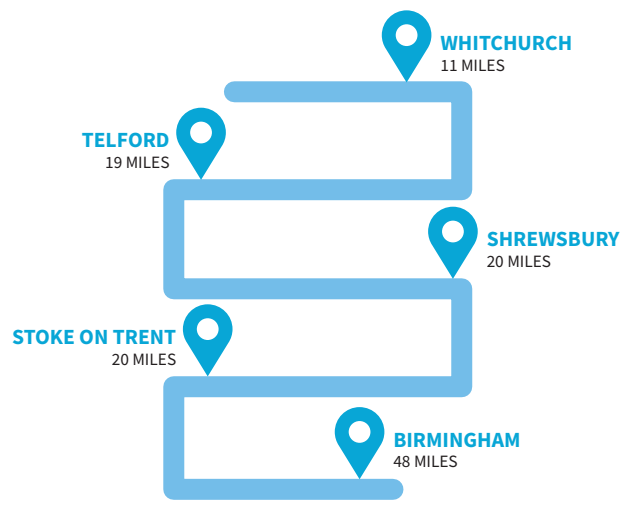 WHITCHURCH
11 MILES
TELFORD
19 MILES
SHREWSBURY
20 MILES
STOKE ON TRENT
20 MILES
BIRMINGHAM
48 MILES